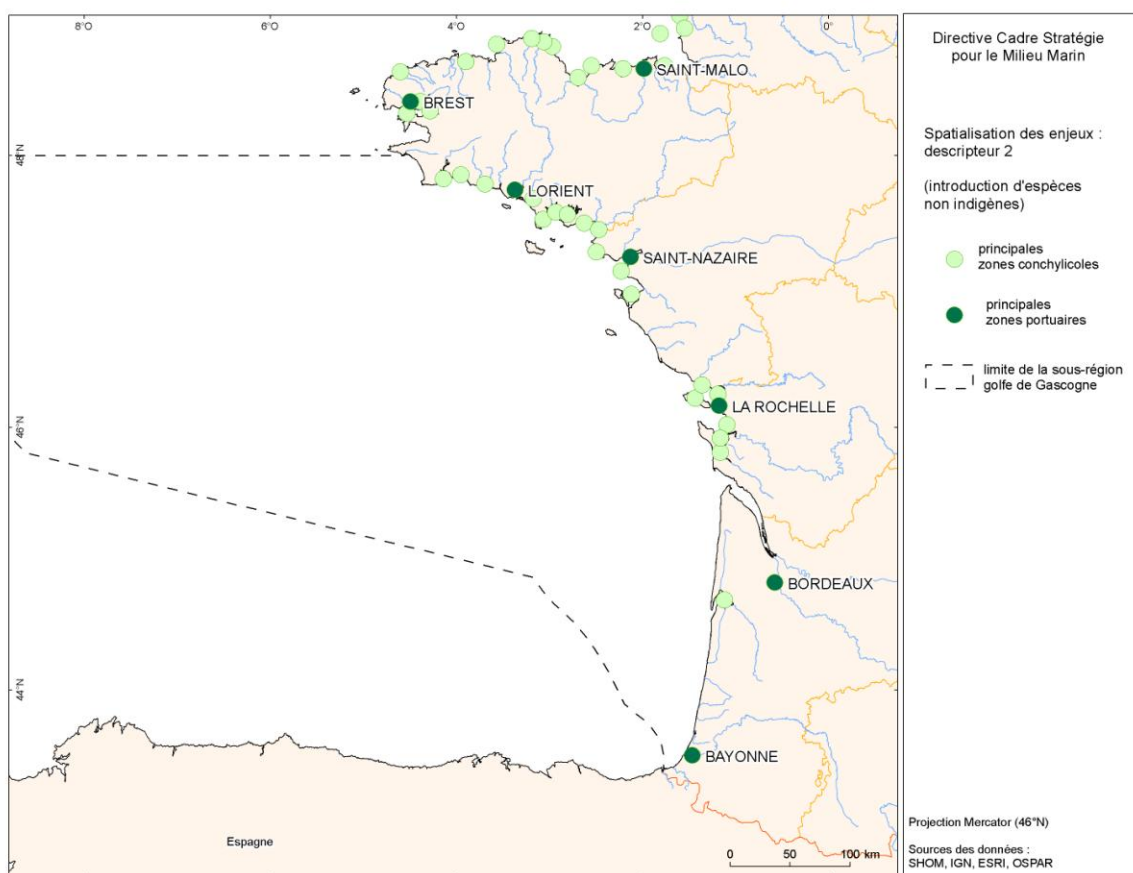 8°O
6°O
4°O
2°O
0°
48°N
46°N
44°N
SAINT-MALO
BREST
LORIENT
SAINT-NAZAIRE
LA ROCHELLE
BORDEAUX
BAYONNE
Espagne
0 50 100 km
Directive Cadre Stratégie
pour le Milieu Marin
Spatialisation des enjeux :
descripteur 2
(introduction d'espèces
non indigènes)
principales
zones conchylicoles
principales
zones portuaires
limite de la sous-région
golfe de Gascogne
Projection Mercator (46°N)
Sources des données :
SHOM, IGN, ESRI, OSPAR